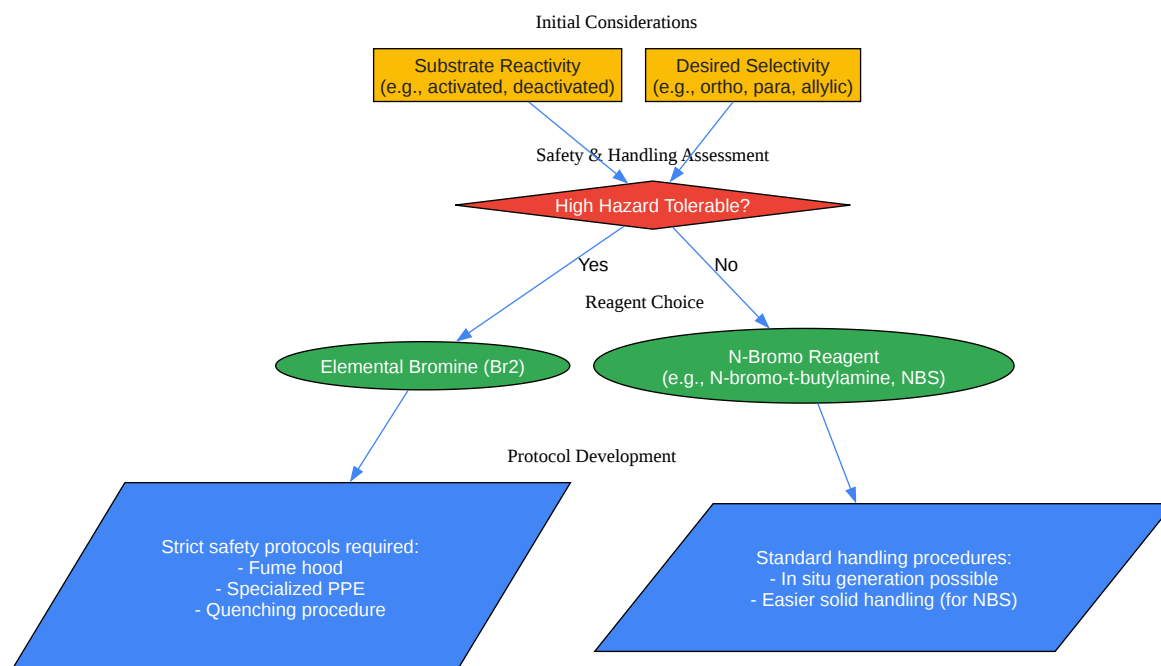 Initial Considerations
Substrate Reactivity
(e.g., activated, deactivated)
Desired Selectivity
(e.g., ortho, para, allylic)
Safety & Handling Assessment
High Hazard Tolerable?
Yes
No
Reagent Choice
Elemental Bromine (Br2)
N-Bromo Reagent
(e.g., N-bromo-t-butylamine, NBS)
Protocol Development
Strict safety protocols required:
- Fume hood
- Specialized PPE
- Quenching procedure
Standard handling procedures:
- In situ generation possible
- Easier solid handling (for NBS)